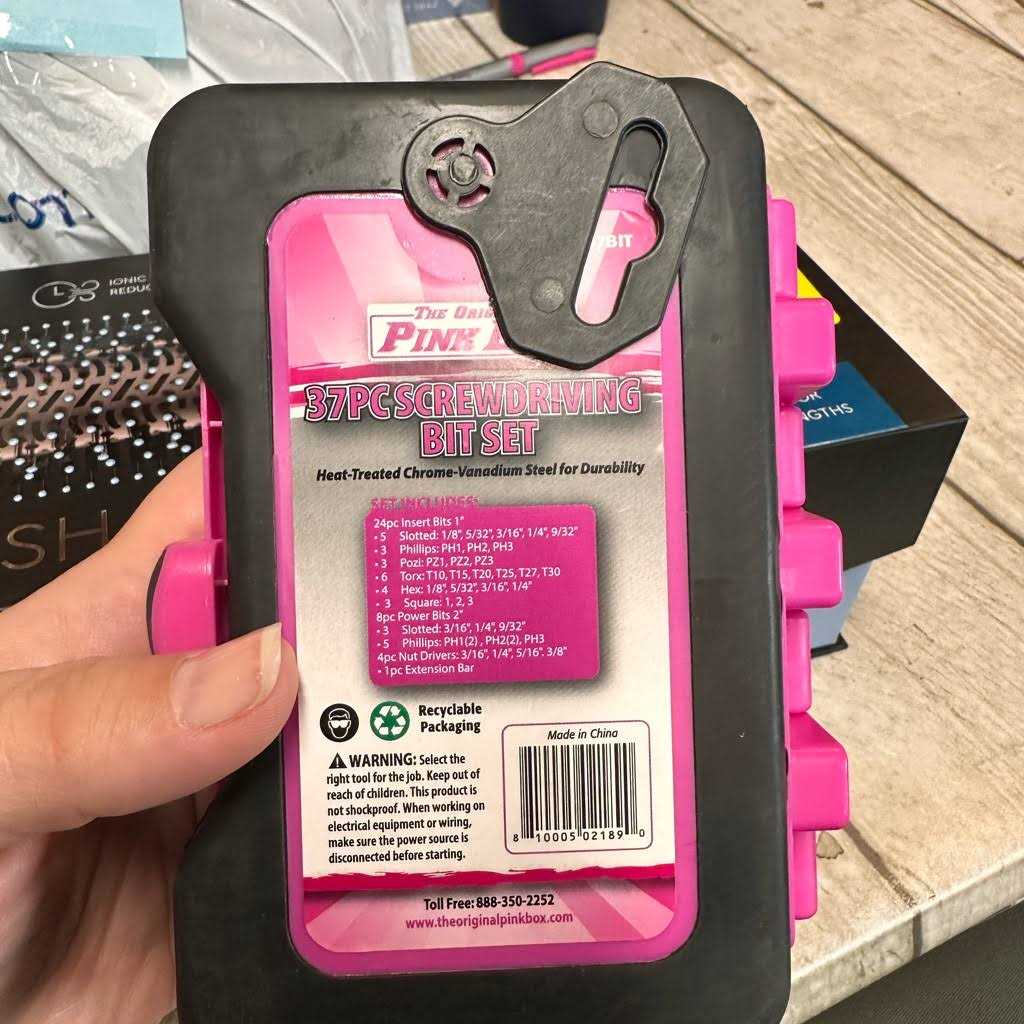 IONIC
7BIT
THE ORIG
PINK
37PC SCREWDRIVING
BIT SET
Heat-Treated Chrome-Vanadium Steel for Durability
SET INCLUDES:
24pc Insert Bits 1"
• 5 Slotted: 1/8", 5/32", 3/16", 1/4", 9/32"
• 3 Phillips: PH1, PH2, PH3
• 3 Pozi: PZ1, PZ2, PZ3
• 6 Torx: T10, T15, T20, T25, T27, T30
• 4 Hex: 1/8", 5/32", 3/16", 1/4"
• 3 Square: 1, 2, 3
8pc Power Bits 2"
• 3 Slotted: 3/16", 1/4", 9/32"
• 5 Phillips: PH1(2) , PH2(2), PH3
4pc Nut Drivers: 3/16", 1/4", 5/16". 3/8"
• 1pc Extension Bar
Recyclable
Packaging
WARNING: Select the
right tool for the job. Keep out of
reach of children. This product is
not shockproof. When working on
electrical equipment or wiring,
make sure the power source is
disconnected before starting.
Made in China
8 10005 02189 0
Toll Free: 888-350-2252
www.theoriginalpinkbox.com